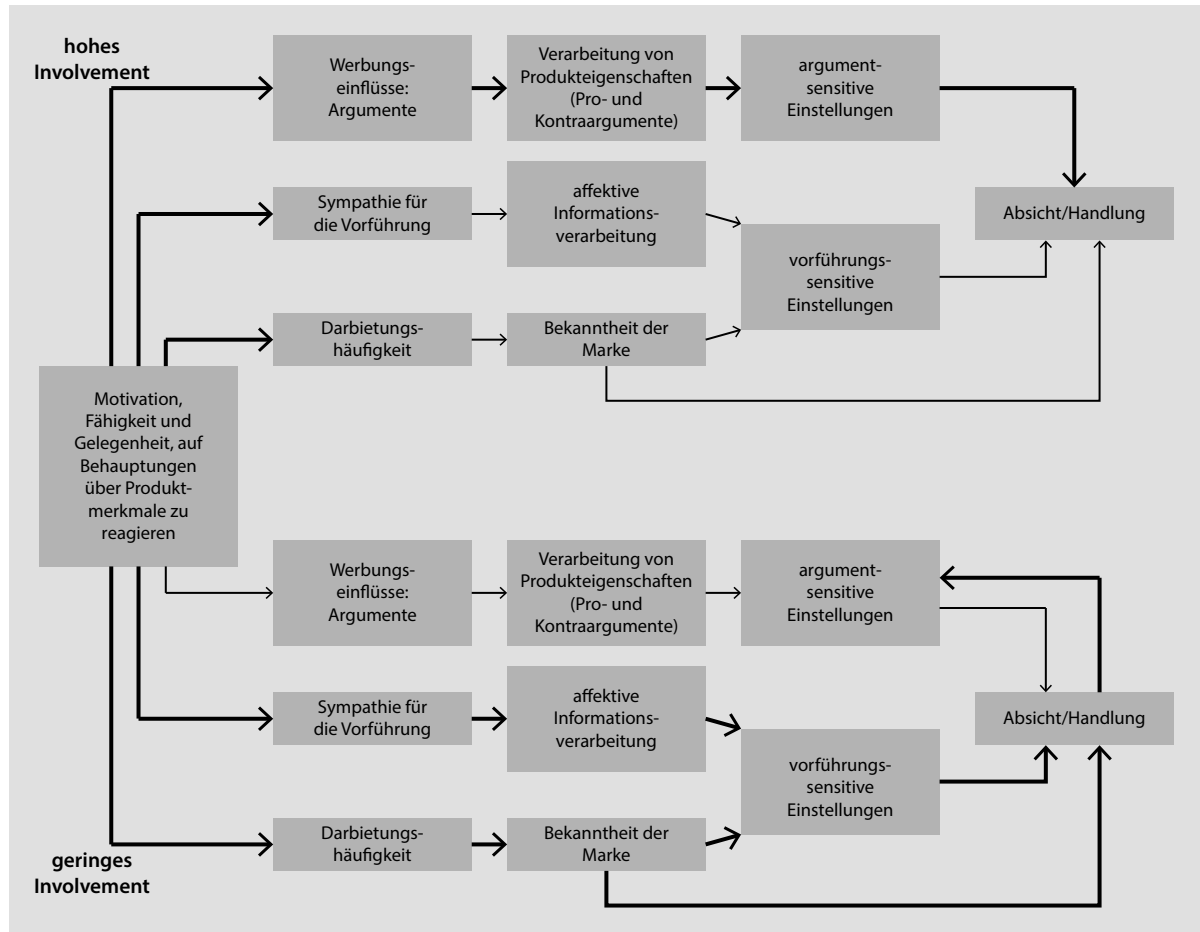 hohes
Involvement
Werbungs-
einflüsse:
Argumente
Verarbeitung von
Produkteigenschaften
(Pro- und
Kontraargumente)
argument-
sensitive
Einstellungen
Sympathie für
die Vorführung
affektive
Informations-
verarbeitung
Absicht/Handlung
vorführungs-
sensitive
Einstellungen
Darbietungs-
häufigkeit
Bekanntheit der
Marke
Motivation,
Fähigkeit und
Gelegenheit, auf
Behauptungen
über Produkt-
merkmale zu
reagieren
Werbungs-
einflüsse:
Argumente
Verarbeitung von
Produkteigenschaften
(Pro- und
Kontraargumente)
argument-
sensitive
Einstellungen
Sympathie für
die Vorführung
affektive
Informations-
verarbeitung
Absicht/Handlung
vorführungs-
sensitive
Einstellungen
Darbietungs-
häufigkeit
Bekanntheit der
Marke
geringes
Involvement